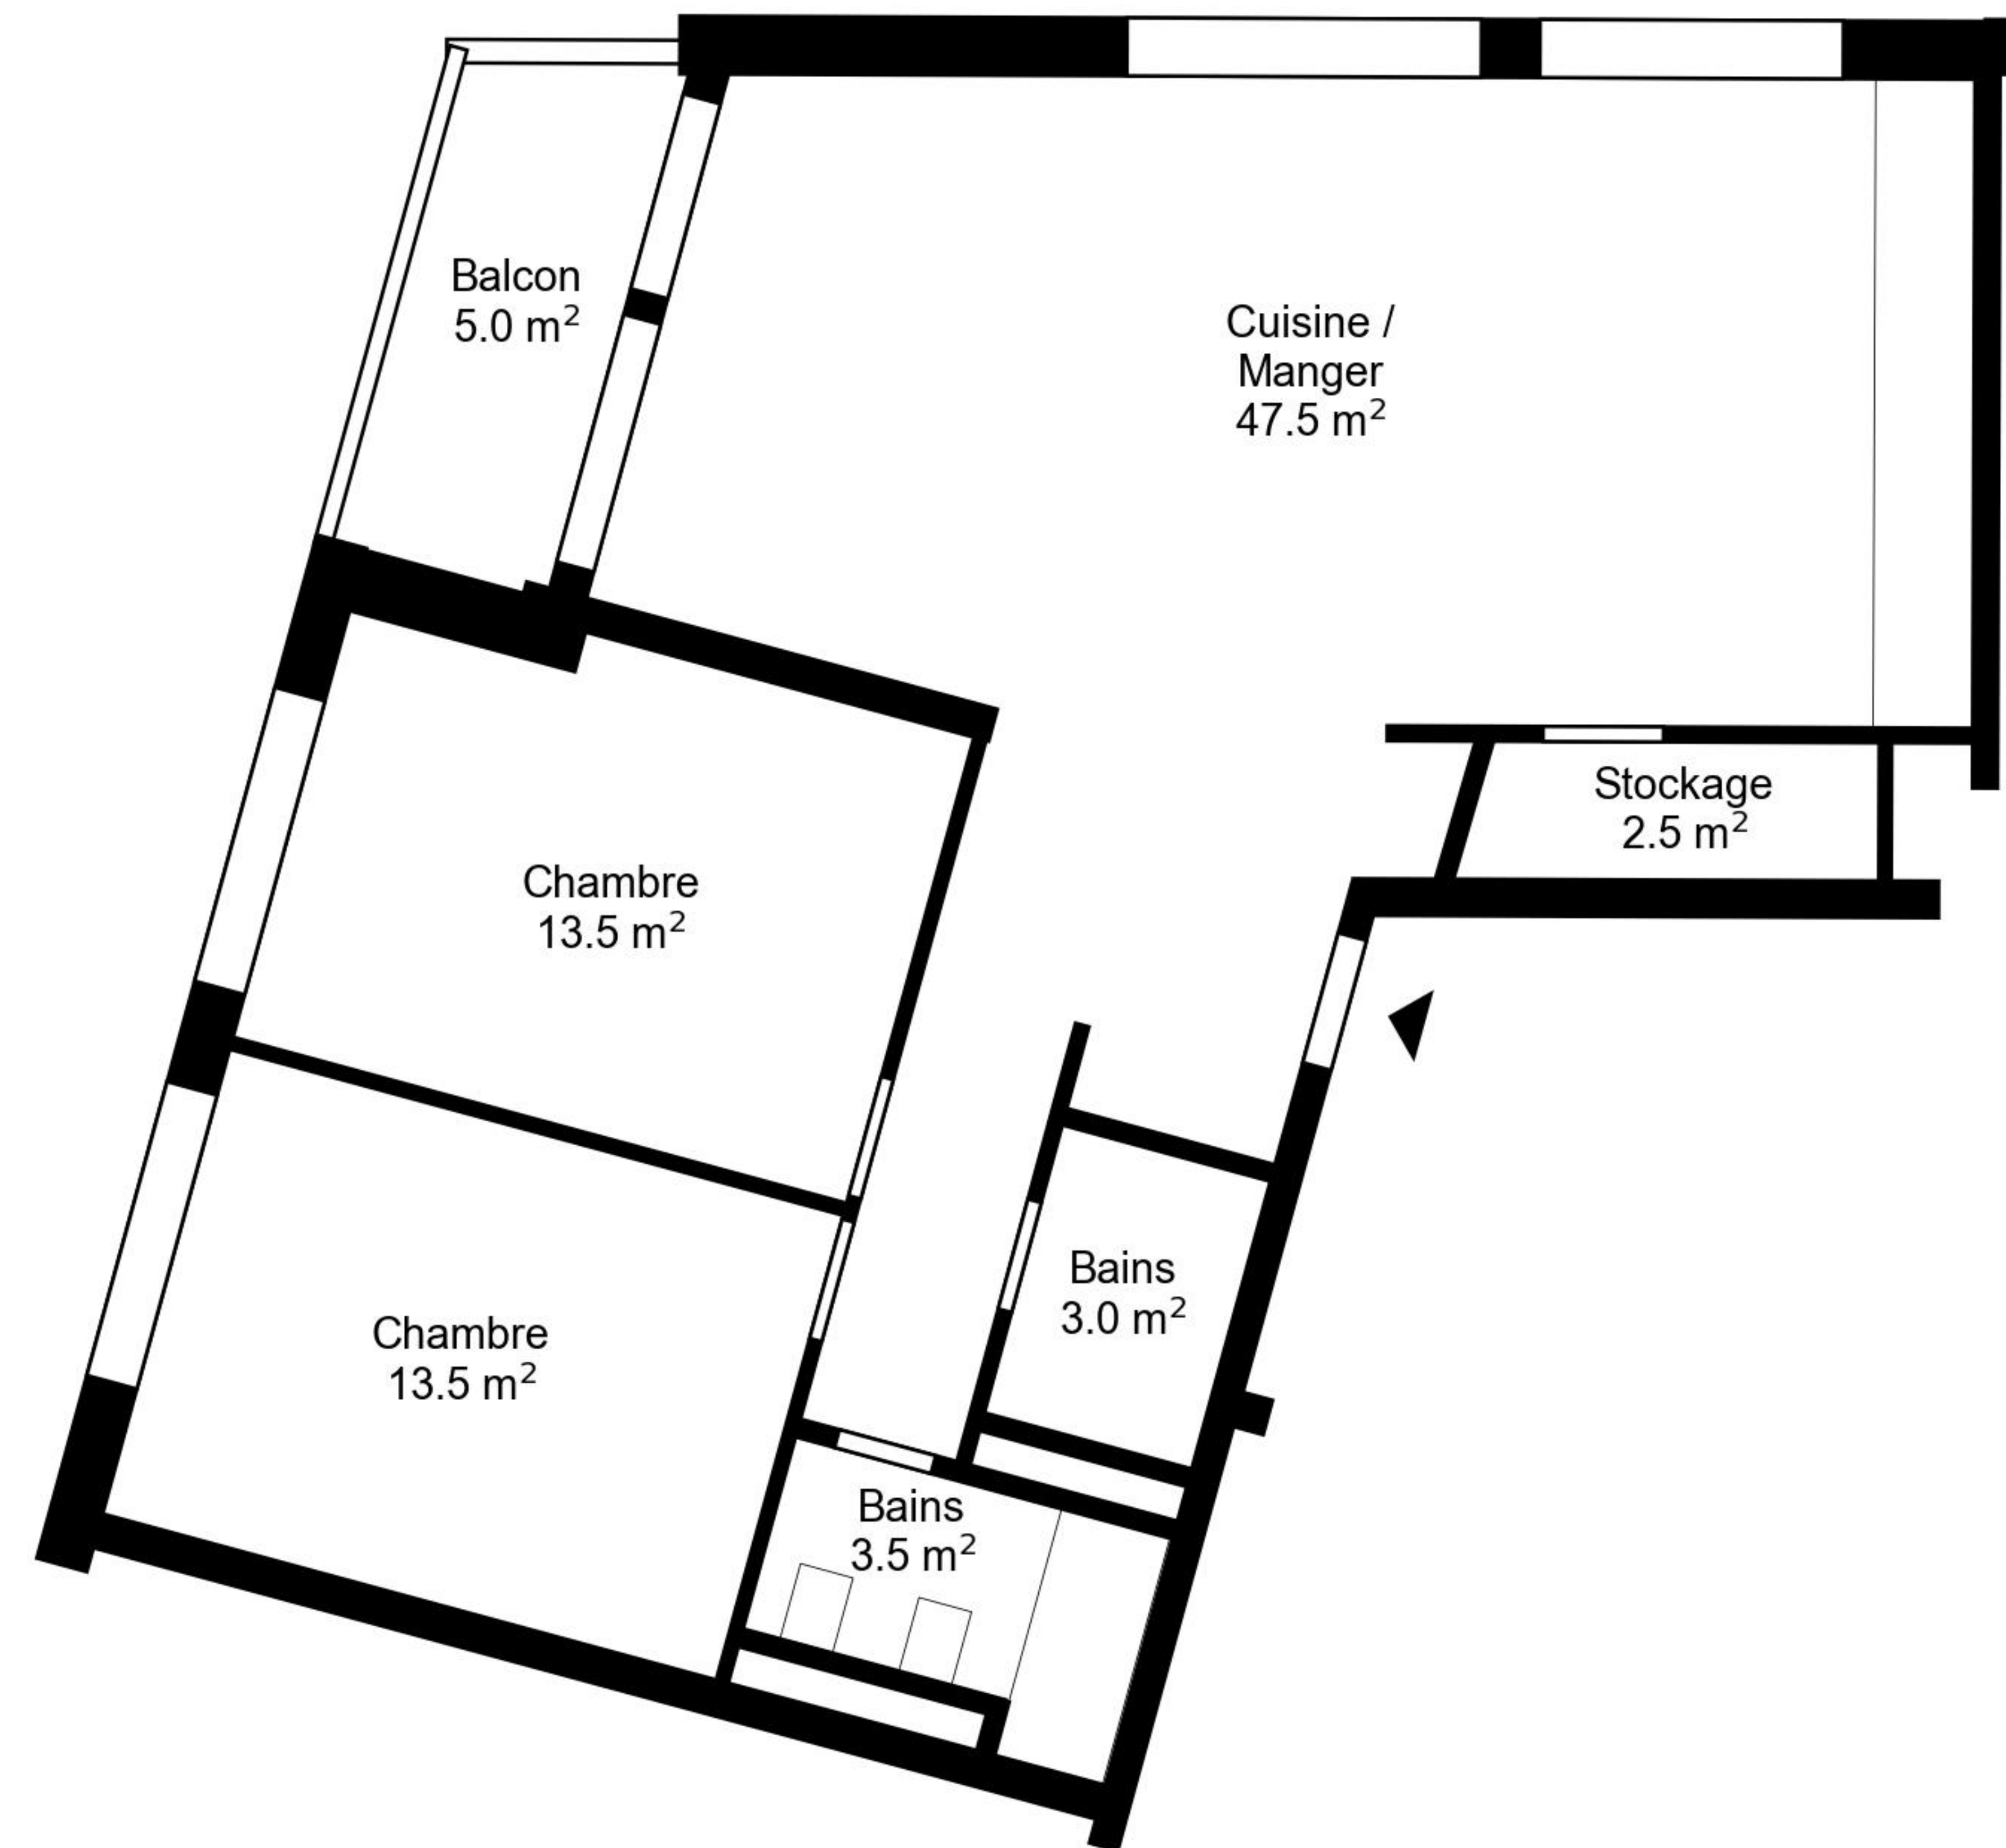 Balcon
5.0 m²
Cuisine /
Manger
47.5 m²
Stockage
2.5 m²
Chambre
13.5 m²
Bains
3.0 m²
Chambre
13.5 m²
Bains
3.5 m²